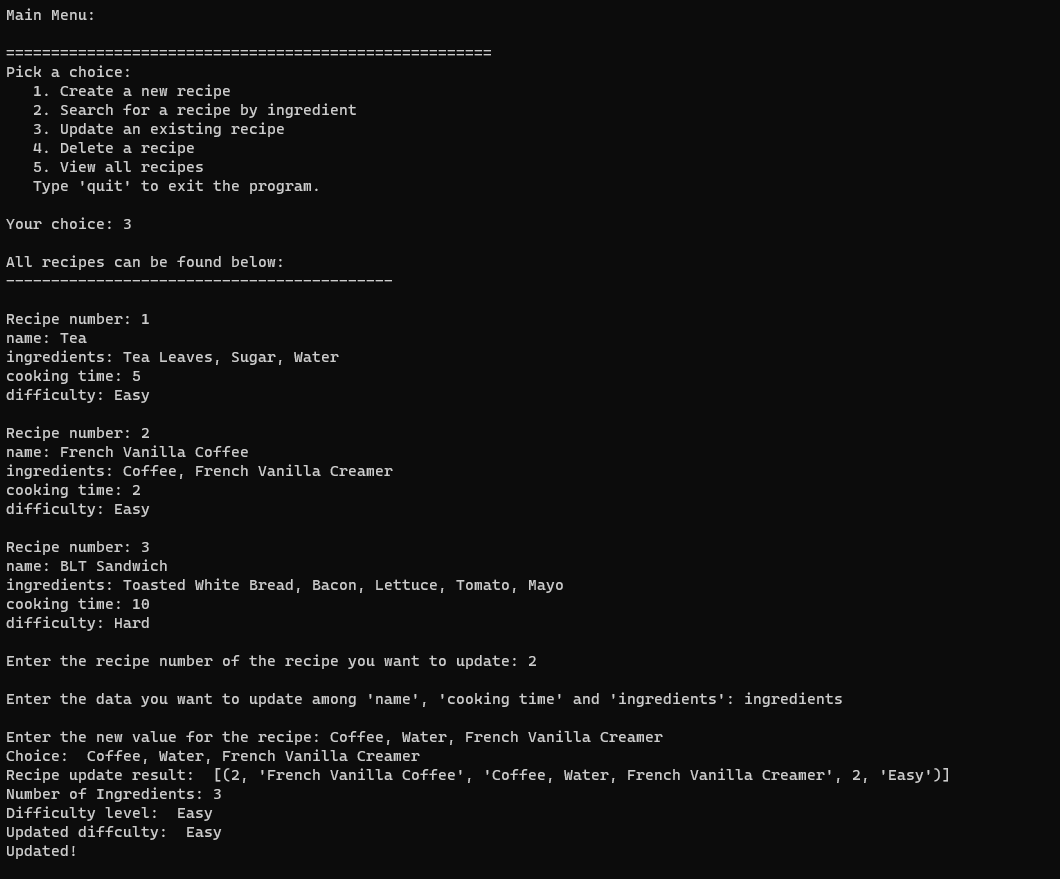 Main Menu:
======================================================
Pick a choice:
1. Create a new recipe
2. Search for a recipe by ingredient
3. Update an existing recipe
4. Delete a recipe
5. View all recipes
Type 'quit' to exit the program.
Your choice: 3
All recipes can be found below:
-------------------------------------------
Recipe number: 1
name: Tea
ingredients: Tea Leaves, Sugar, Water
cooking time: 5
difficulty: Easy
Recipe number: 2
name: French Vanilla Coffee
ingredients: Coffee, French Vanilla Creamer
cooking time: 2
difficulty: Easy
Recipe number: 3
name: BLT Sandwich
ingredients: Toasted White Bread, Bacon, Lettuce, Tomato, Mayo
cooking time: 10
difficulty: Hard
Enter the recipe number of the recipe you want to update: 2
Enter the data you want to update among 'name', 'cooking time' and 'ingredients': ingredients
Enter the new value for the recipe: Coffee, Water, French Vanilla Creamer
Choice:  Coffee, Water, French Vanilla Creamer
Recipe update result:  [(2, 'French Vanilla Coffee', 'Coffee, Water, French Vanilla Creamer', 2, 'Easy')]
Number of Ingredients: 3
Difficulty level:  Easy
Updated diffculty:  Easy
Updated!